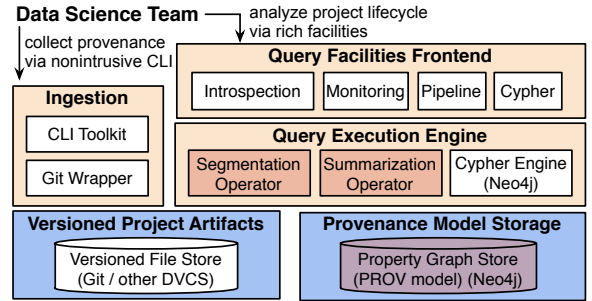 Data Science Team
analyze project lifecycle
via rich facilities
collect provenance
via nonintrusive CLI
Query Facilities Frontend
Introspection
Monitoring
Pipeline
Cypher
Ingestion
CLI Toolkit
Git Wrapper
Query Execution Engine
Segmentation
Operator
Summarization
Operator
Cypher Engine
(Neo4j)
Versioned Project Artifacts
Versioned File Store
(Git / other DVCS)
Provenance Model Storage
Property Graph Store
(PROV model) (Neo4j)